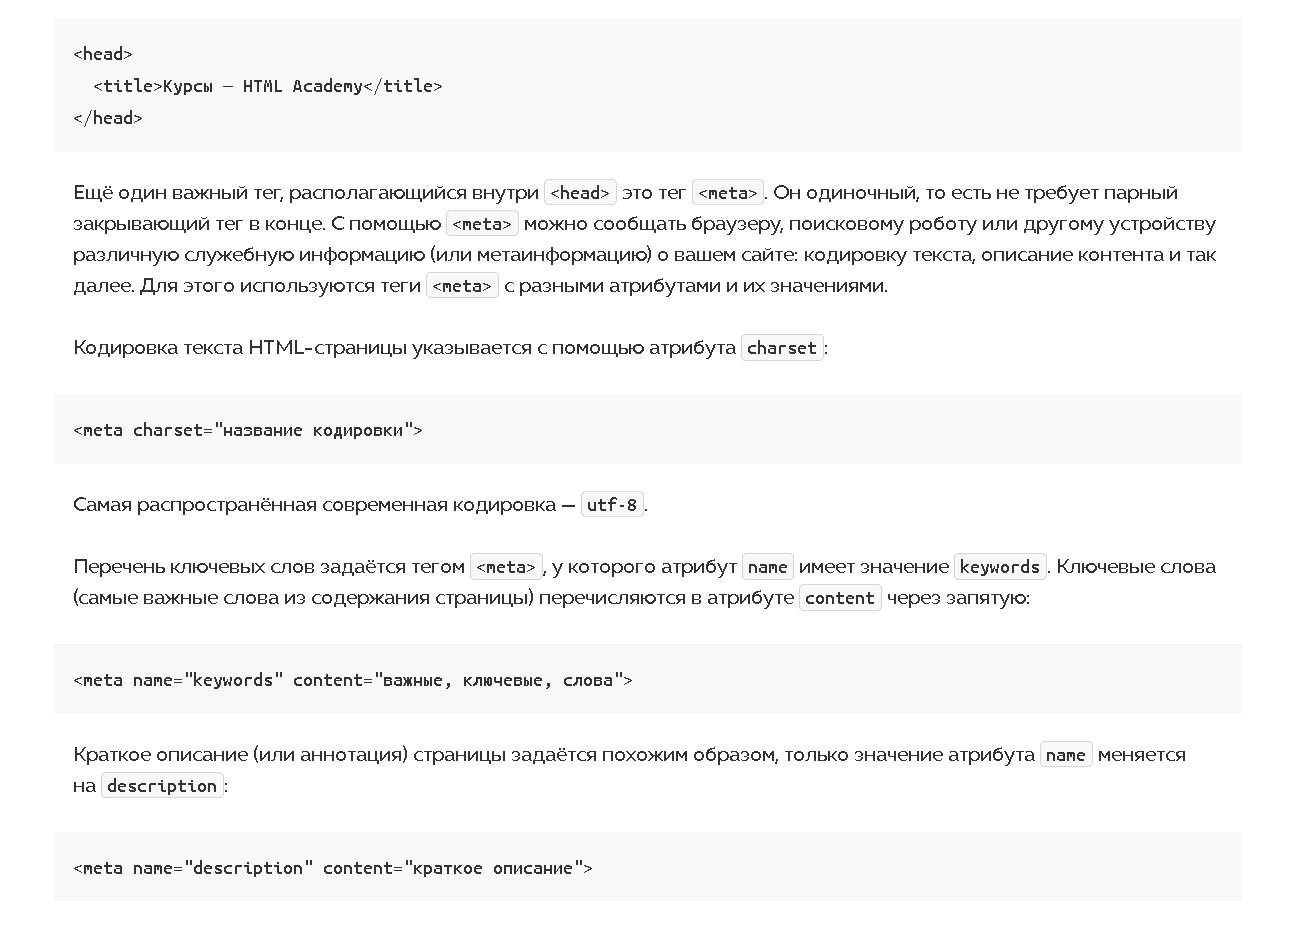 <head>
<title>Курсы — HTML Academy</title>
</head>
Ещё один важный тег, располагающийся внутри <head> это тег <meta>. Он одиночный, то есть не требует парный
закрывающий тег в конце. С помощью <meta> можно сообщать браузеру, поисковому роботу или другому устройству
различную служебную информацию (или метаинформацию) о вашем сайте: кодировку текста, описание контента и так
далее. Для этого используются теги <meta> с разными атрибутами и их значениями.
Кодировка текста HTML-страницы указывается с помощью атрибута charset:
<meta charset="название кодировки">
Самая распространённая современная кодировка — utf-8.
Перечень ключевых слов задаётся тегом <meta>, у которого атрибут name имеет значение keywords. Ключевые слова
(самые важные слова из содержания страницы) перечисляются в атрибуте content через запятую:
<meta name="keywords" content="важные, ключевые, слова">
Краткое описание (или аннотация) страницы задаётся похожим образом, только значение атрибута name меняется
на description:
<meta name="description" content="краткое описание">